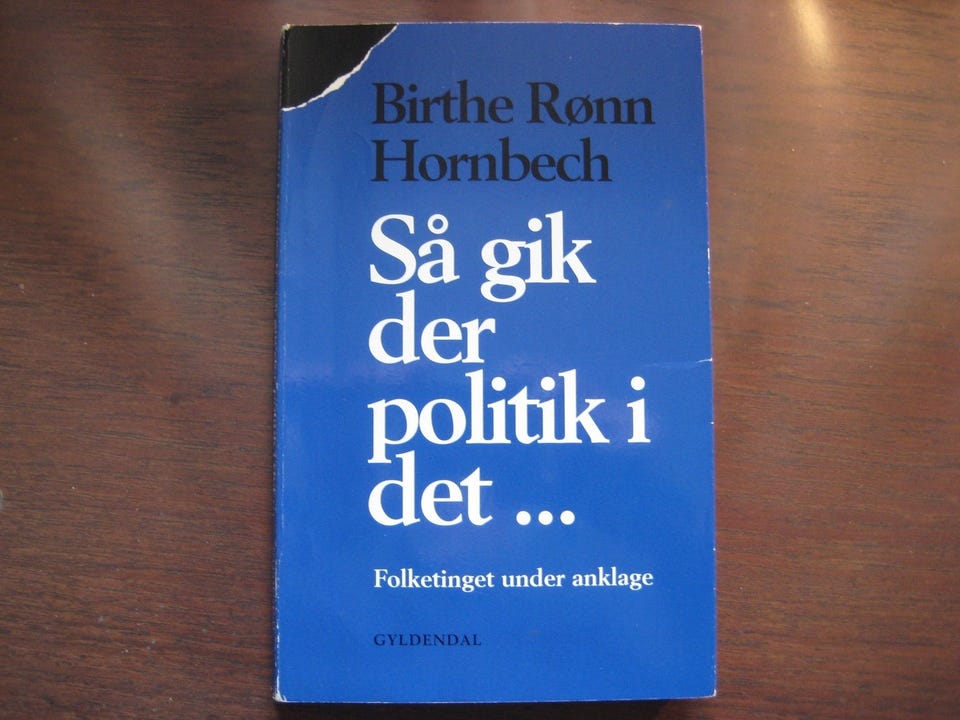 Birthe Rønn
Hornbech
Så gik
der
politik i
det ...
Folketinget under anklage
GYLDENDAL